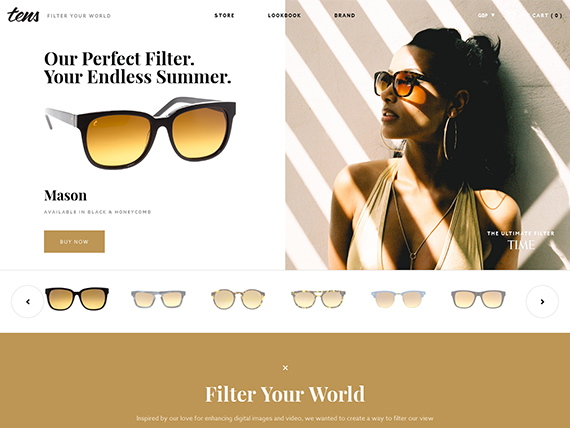 tens FILTER YOUR WORLD
STORE LOOKBOOK BRAND
GBP ▼ CART (0)
Our Perfect Filter.
Your Endless Summer.
Mason
AVAILABLE IN BLACK & HONEYCOMB
BUY NOW
THE ULTIMATE FILTER
TIME
Filter Your World
Inspired by our love for enhancing digital images and video, we wanted to create a way to filter our view